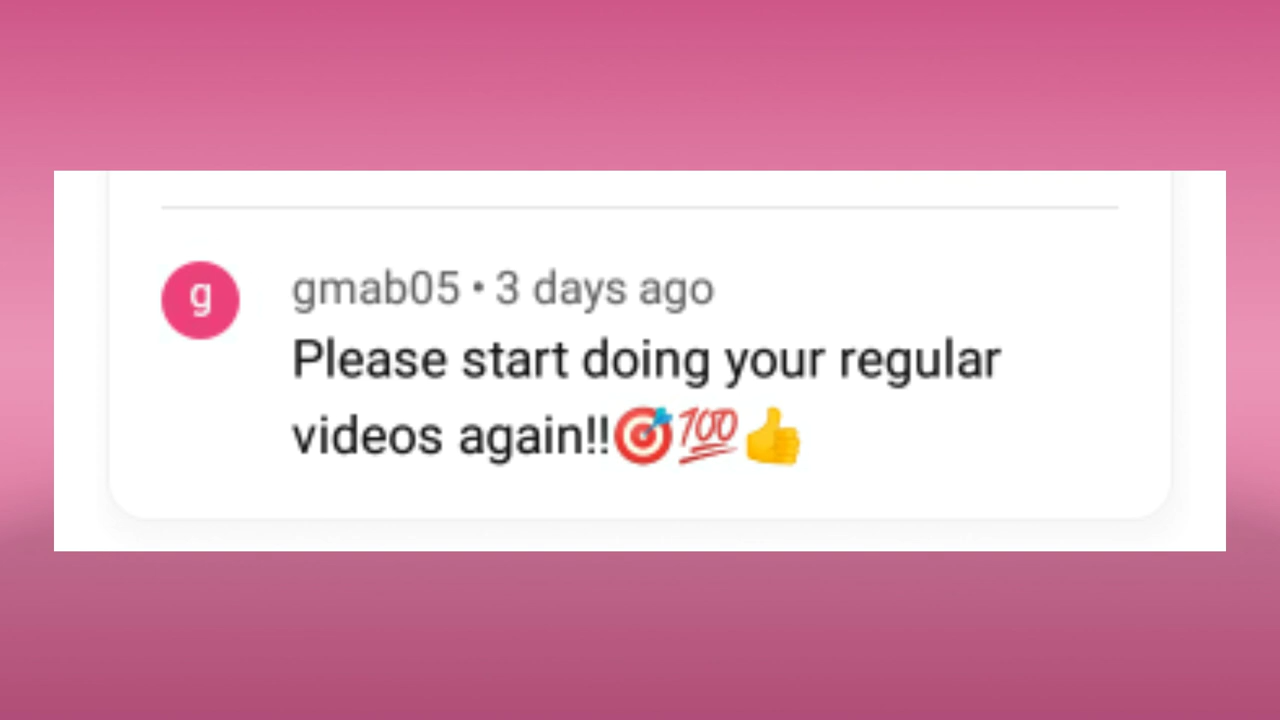 g
gmab05 • 3 days ago
Please start doing your regular
videos again!!🎯💯👍